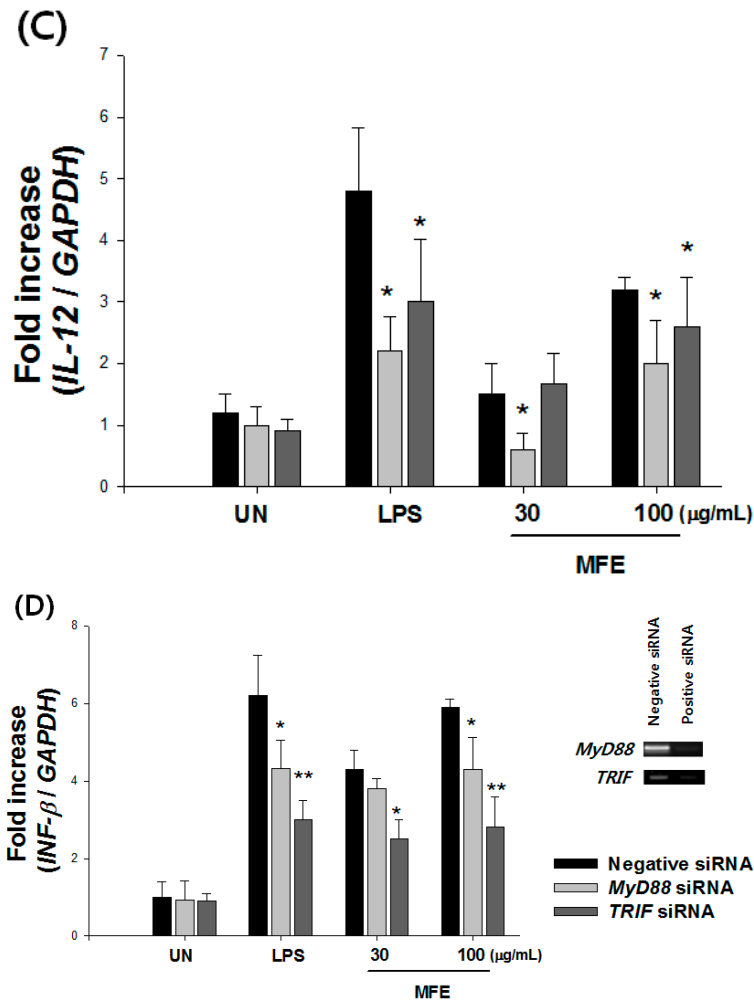 (C)
Fold increase
(IL-12 / GAPDH)
7
6
5
4
3
2
1
0
* * * * *
UN LPS 30 100 (μg/mL)
MFE
(D)
Fold increase
(INF-β / GAPDH)
8
6
4
2
0
* ** * * **
UN LPS 30 100 (μg/mL)
MFE
Negative siRNA
Positive siRNA
MyD88
TRIF
Negative siRNA
MyD88 siRNA
TRIF siRNA